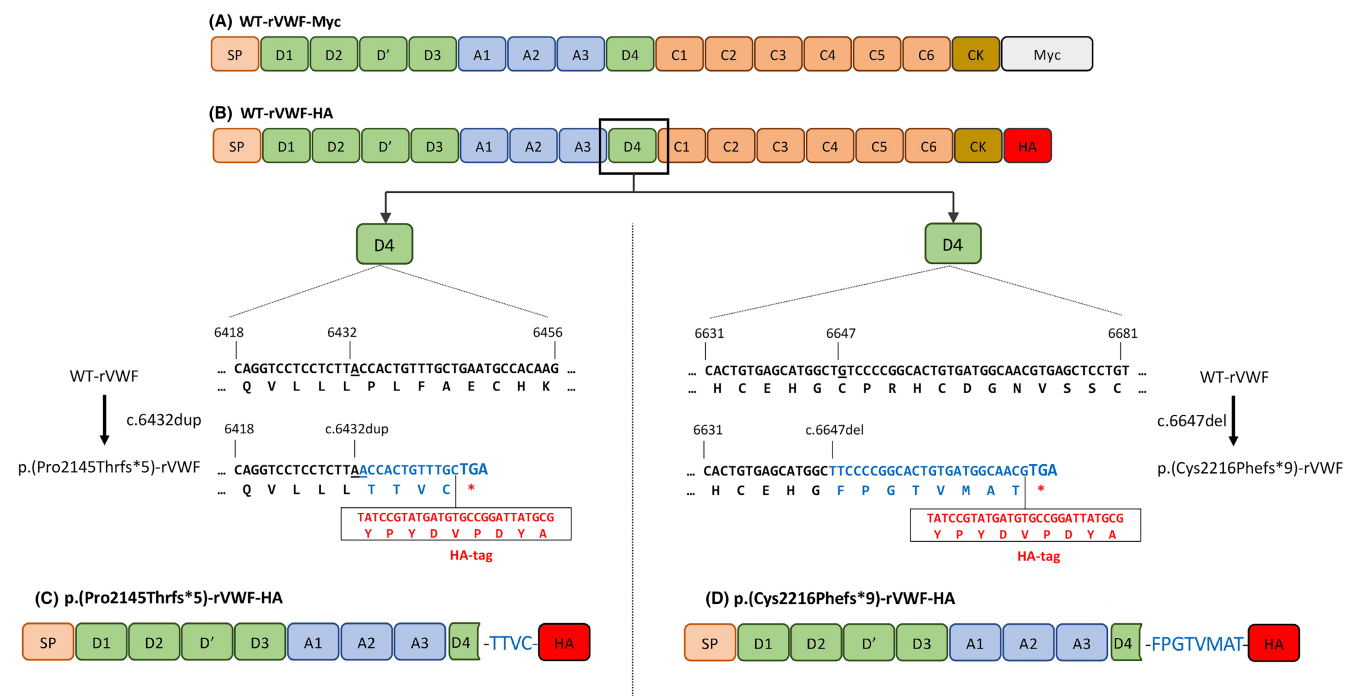 (A) WT-rVWF-Myc
SP D1 D2 D' D3 A1 A2 A3 D4 C1 C2 C3 C4 C5 C6 CK Myc
(B) WT-rVWF-HA
SP D1 D2 D' D3 A1 A2 A3 D4 C1 C2 C3 C4 C5 C6 CK HA
D4
6418 6432 6456
... CAGGTCCTCCTCTTACCACTGTTTGCTGAATGCCACAAG ...
... Q V L L L P L F A E C H K ...
WT-rVWF
c.6432dup
p.(Pro2145Thrfs*5)-rVWF
6418 c.6432dup
... CAGGTCCTCCTCTTAACCACTGTTTGCTGA
... Q V L L L T T V C *
TATCCGTATGATGTGCCGGATTATGCG
Y P Y D V P D Y A
HA-tag
D4
6631 6647 6681
... CACTGTGAGCATGGCTGTCCCCGGCACTGTGATGGCAACGTGAGCTCCTGT ...
... H C E H G C P R H C D G N V S S C ...
WT-rVWF
c.6647del
p.(Cys2216Phefs*9)-rVWF
6631 c.6647del
... CACTGTGAGCATGGCTTCCCCGGCACTGTGATGGCAACGTGA
... H C E H G F P G T V M A T *
TATCCGTATGATGTGCCGGATTATGCG
Y P Y D V P D Y A
HA-tag
(C) p.(Pro2145Thrfs*5)-rVWF-HA
SP D1 D2 D' D3 A1 A2 A3 D4 -TTVC- HA
(D) p.(Cys2216Phefs*9)-rVWF-HA
SP D1 D2 D' D3 A1 A2 A3 D4 -FPGTVMAT- HA